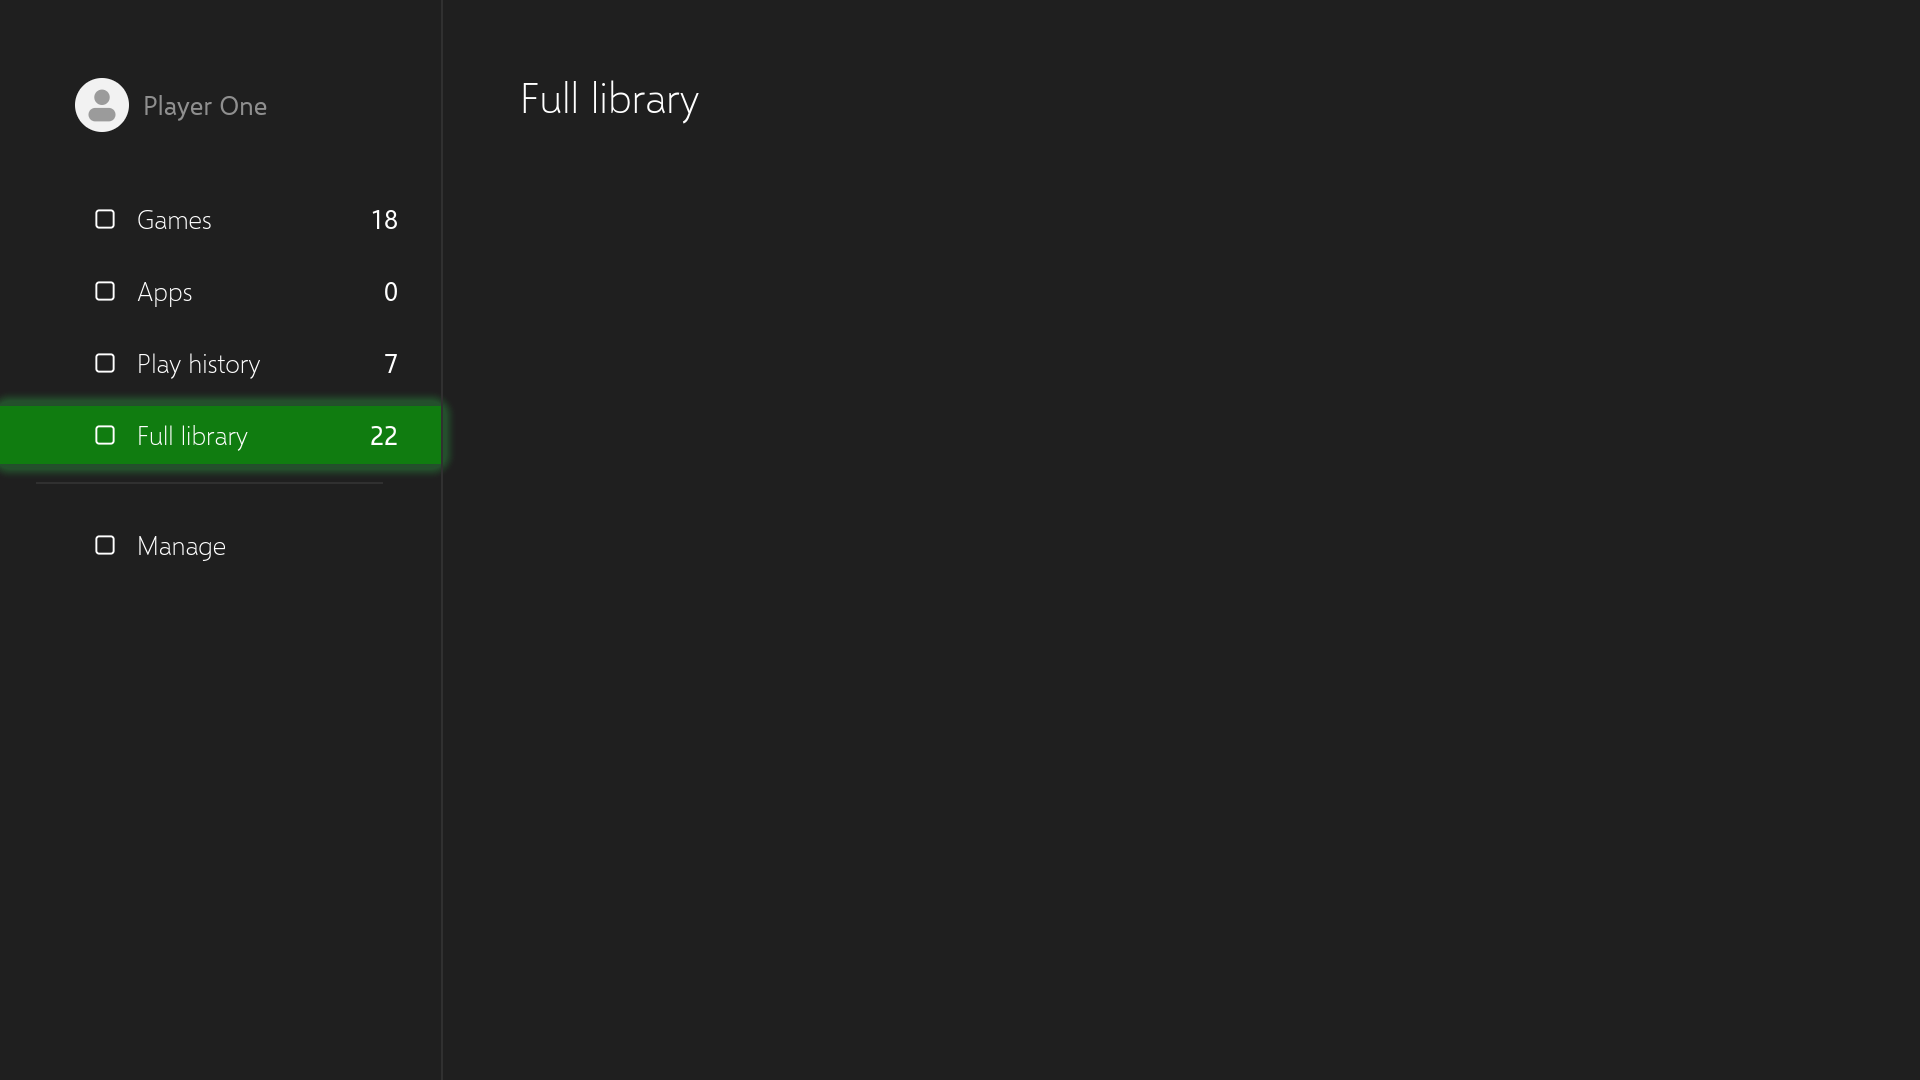 Player One
Full library
Games 18
Apps 0
Play history 7
Full library 22
Manage